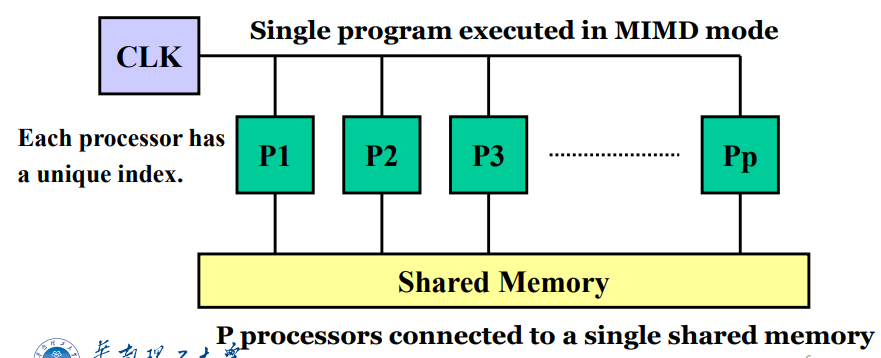 Single program executed in MIMD mode
CLK
Each processor has
a unique index.
P1 P2 P3 Pp
Shared Memory
P processors connected to a single shared memory
华南理工大学